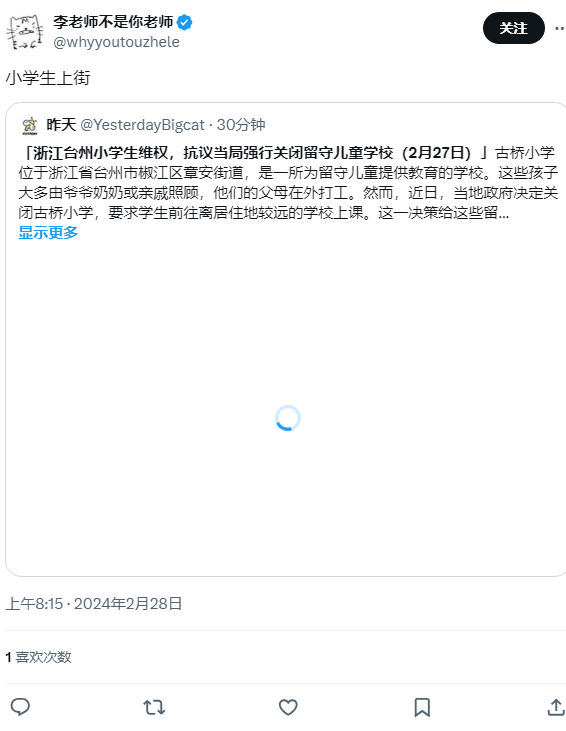 李老师不是你老师
@whyyoutouzhele
关注
小学生上街
昨天 @YesterdayBigcat · 30分钟
「浙江台州小学生维权，抗议当局强行关闭留守儿童学校（2月27日）」古桥小学
位于浙江省台州市椒江区章安街道，是一所为留守儿童提供教育的学校。这些孩子
大多由爷爷奶奶或亲戚照顾，他们的父母在外打工。然而，近日，当地政府决定关
闭古桥小学，要求学生前往离居住地较远的学校上课。这一决策给这些留...
显示更多
上午8:15 · 2024年2月28日
1 喜欢次数